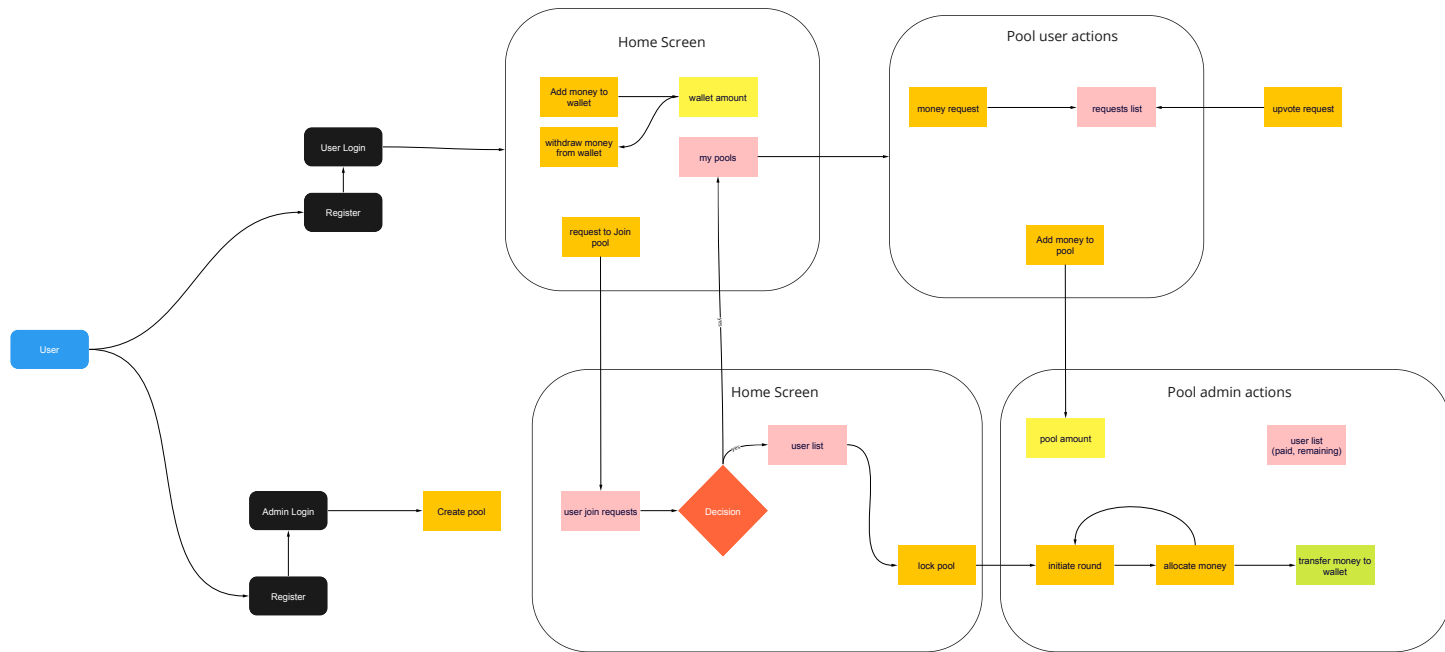 Home Screen
Add money to
wallet
wallet amount
withdraw money
from wallet
my pools
request to Join
pool
Pool user actions
money request
requests list
upvote request
Add money to
pool
User Login
Register
User
Admin Login
Create pool
Register
Home Screen
yes
yes
user list
user join requests
Decision
lock pool
Pool admin actions
pool amount
user list
(paid, remaining)
initiate round
allocate money
transfer money to
wallet